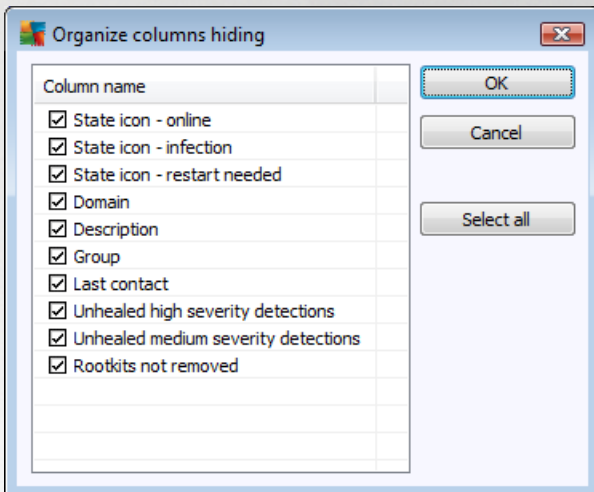 Organize columns hiding
Column name
State icon - online
State icon - infection
State icon - restart needed
Domain
Description
Group
Last contact
Unhealed high severity detections
Unhealed medium severity detections
Rootkits not removed
OK
Cancel
Select all